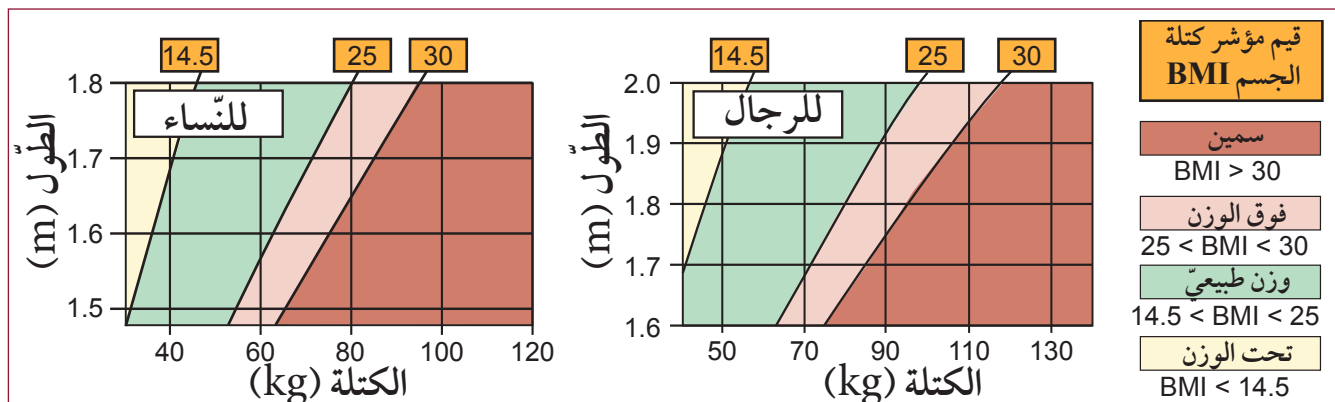 14.5
25
30
1.8
1.7
1.6
1.5
للنّساء
الطّول (m)
40
60
80
100
120
الكتلة (kg)
14.5
25
30
2.0
1.9
1.8
1.7
1.6
للرجال
الطّول (m)
50
70
90
110
130
الكتلة (kg)
قيم مؤشر كتلة
الجسم BMI
سمين
BMI > 30
فوق الوزن
25 < BMI < 30
وزن طبيعيّ
14.5 < BMI < 25
تحت الوزن
BMI < 14.5